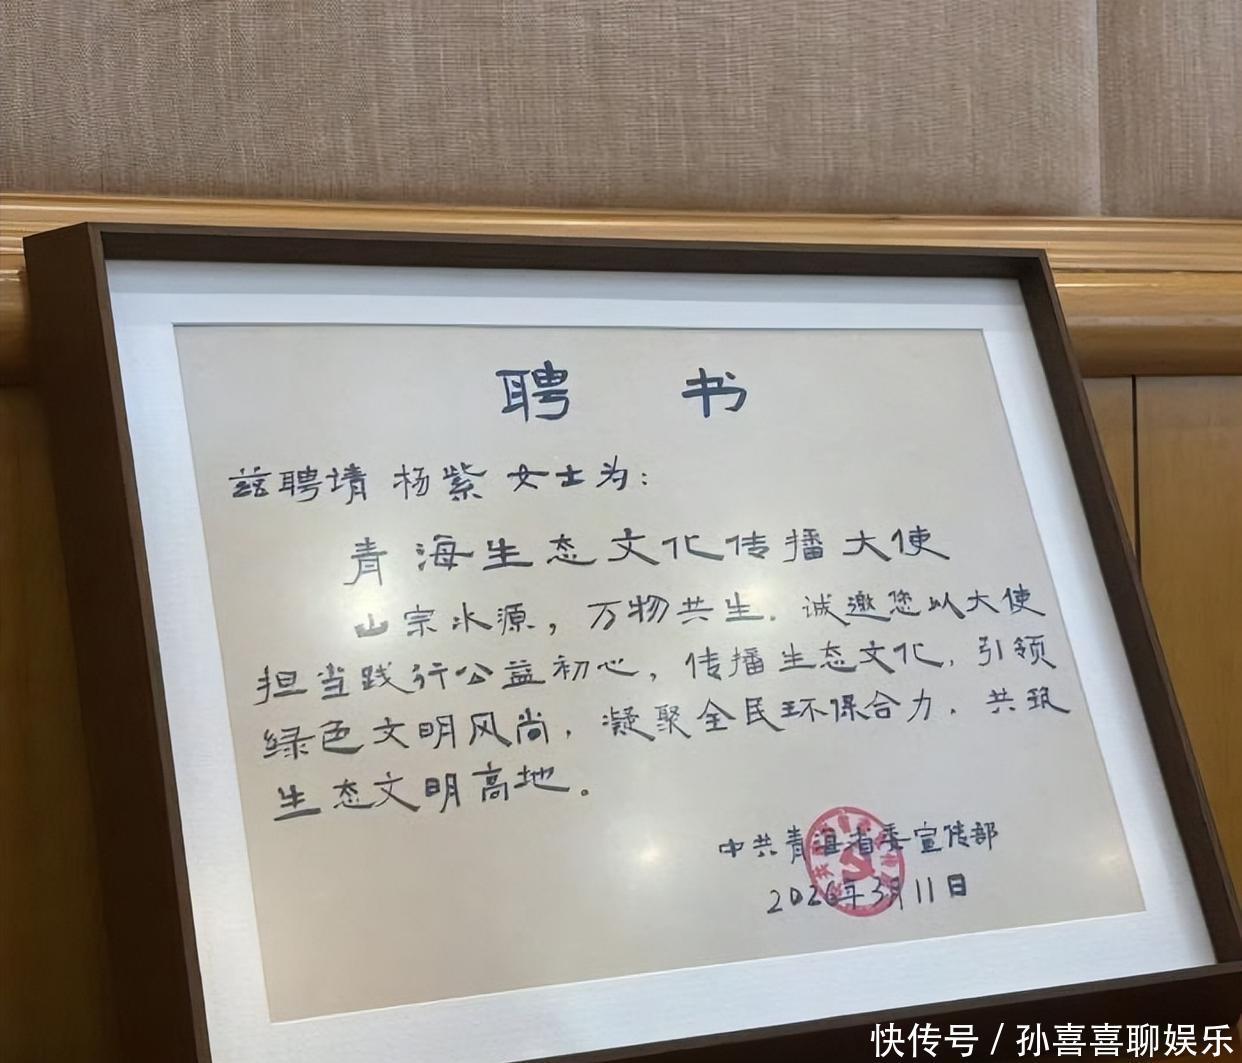 聘 书
兹聘请 杨紫 女士为：
青海生态文化传播大使
山宗水源，万物共生。诚邀您以大使
担当践行公益初心，传播生态文化，引领
绿色文明风尚，凝聚全民环保合力，共
生态文明高地。
中共青海省委宣传部
2026年3月11日
快传号 / 孙喜喜聊娱乐